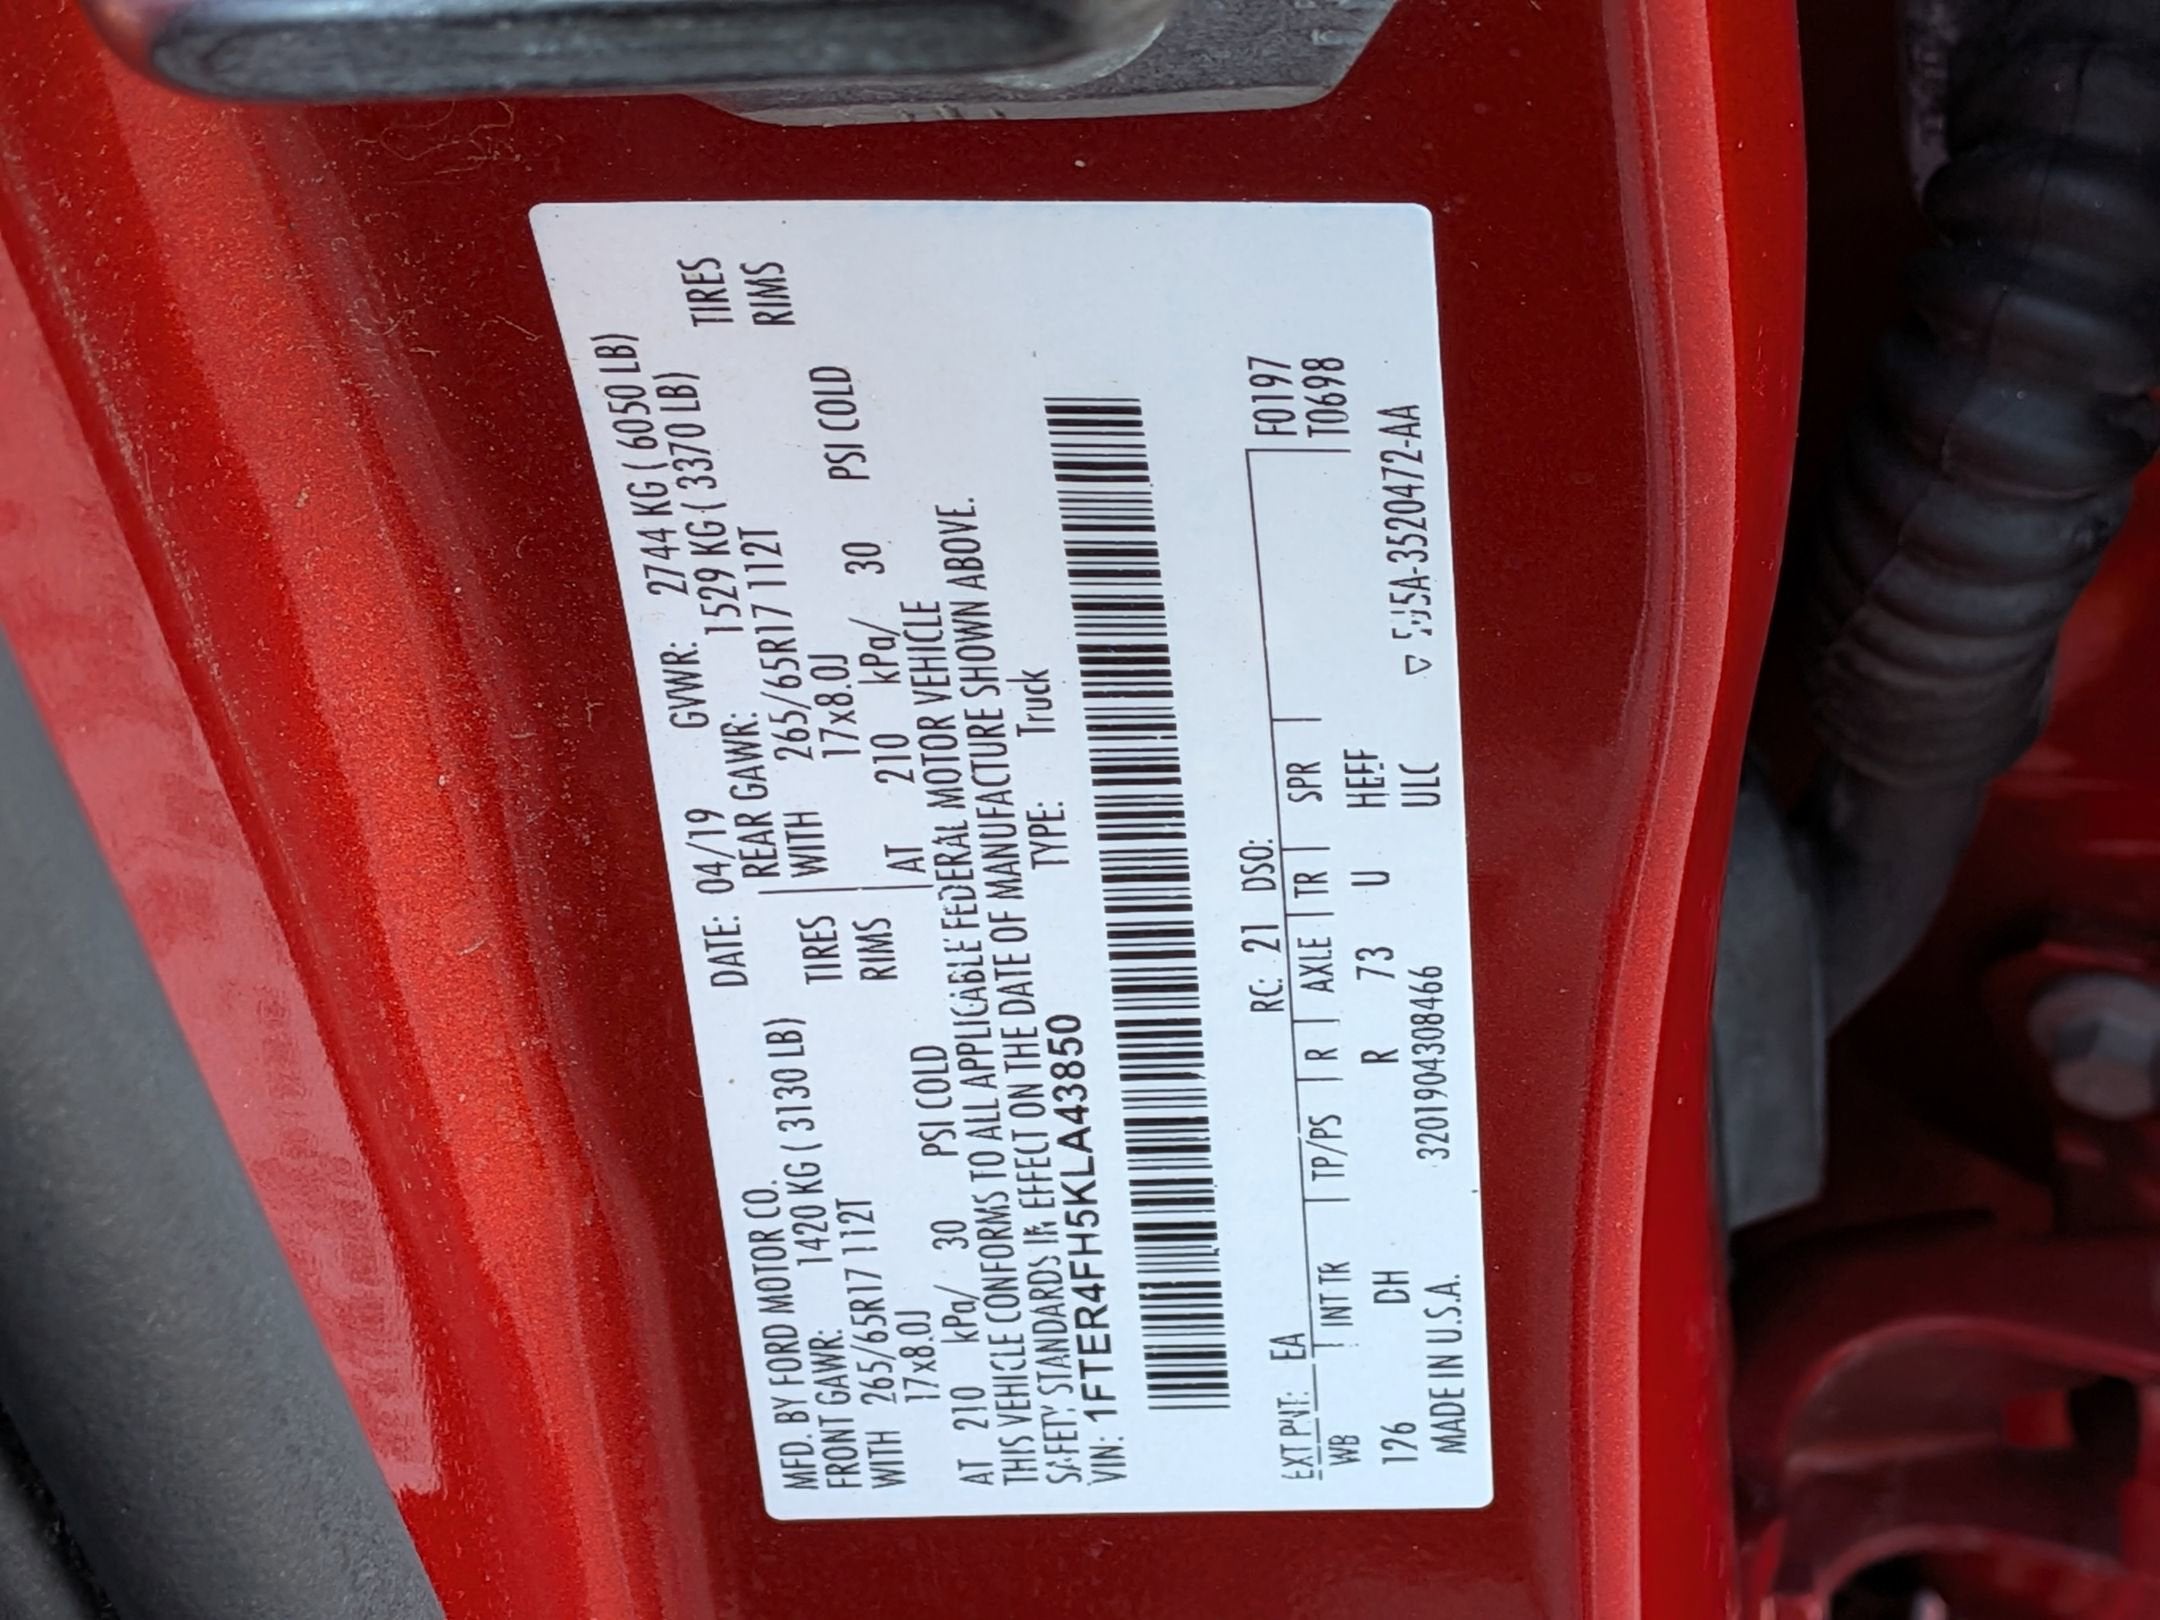 MFD. BY FORD MOTOR CO. DATE: 04/19 GVWR: 2744 KG ( 6050 LB)
FRONT GAWR: 1420 KG ( 3130 LB) REAR GAWR: 1529 KG ( 3370 LB)
WITH 265/65R17 112T TIRES WITH 265/65R17 112T TIRES
17x8.0J RIMS 17x8.0J RIMS
AT 210 kPa/ 30 PSI COLD AT 210 kPa/ 30 PSI COLD
THIS VEHICLE CONFORMS TO ALL APPLICABLE FEDERAL MOTOR VEHICLE
SAFETY STANDARDS IN EFFECT ON THE DATE OF MANUFACTURE SHOWN ABOVE.
VIN: 1FTER4FH5KLA43850 TYPE: Truck
EXT PNT: EA RC: 21 DSO: F0197
WB INT TR TP/PS R AXLE TR SPR T0698
126 DH R 73 U HEFF
MADE IN U.S.A. 320190430846​6 ULC -3520472-AA